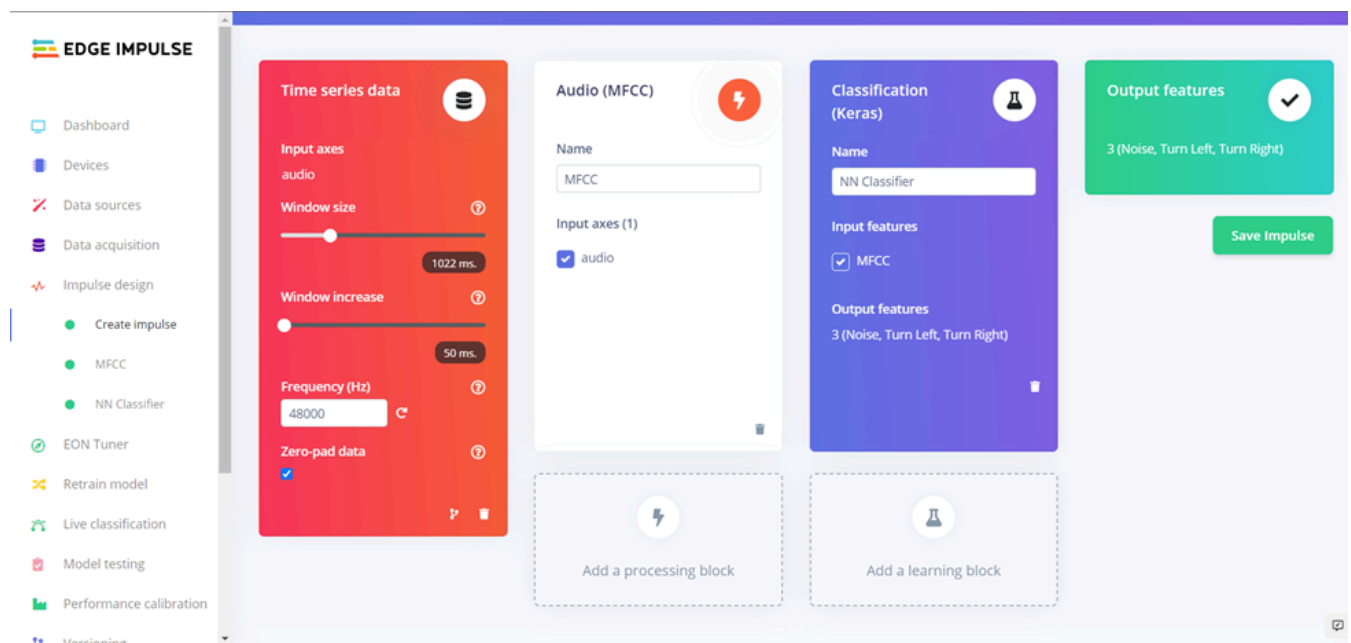 EDGE IMPULSE
Dashboard
Devices
Data sources
Data acquisition
Impulse design
Create impulse
MFCC
NN Classifier
EON Tuner
Retrain model
Live classification
Model testing
Performance calibration
Versioning
Time series data
Input axes
audio
Window size
1022 ms.
Window increase
50 ms.
Frequency (Hz)
48000
Zero-pad data
Audio (MFCC)
Name
MFCC
Input axes (1)
audio
Add a processing block
Classification
(Keras)
Name
NN Classifier
Input features
MFCC
Output features
3 (Noise, Turn Left, Turn Right)
Add a learning block
Output features
3 (Noise, Turn Left, Turn Right)
Save Impulse